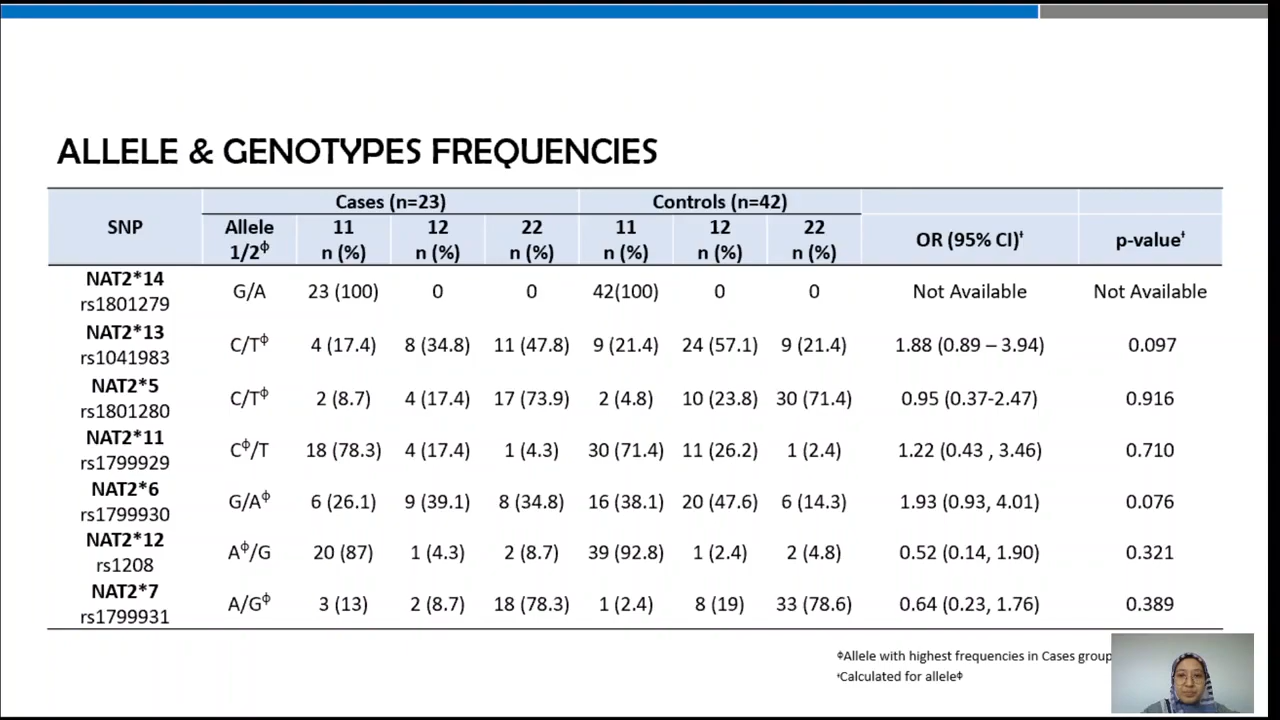 ALLELE & GENOTYPES FREQUENCIES
SNP Cases (n=23) Controls (n=42) OR (95% CI)ᵻ p-valueᵻ
Allele 1/2ᶲ 11 n (%) 12 n (%) 22 n (%) 11 n (%) 12 n (%) 22 n (%)
NAT2*14 rs1801279 G/A 23 (100) 0 0 42(100) 0 0 Not Available Not Available
NAT2*13 rs1041983 C/Tᶲ 4 (17.4) 8 (34.8) 11 (47.8) 9 (21.4) 24 (57.1) 9 (21.4) 1.88 (0.89 – 3.94) 0.097
NAT2*5 rs1801280 C/Tᶲ 2 (8.7) 4 (17.4) 17 (73.9) 2 (4.8) 10 (23.8) 30 (71.4) 0.95 (0.37-2.47) 0.916
NAT2*11 rs1799929 Cᶲ/T 18 (78.3) 4 (17.4) 1 (4.3) 30 (71.4) 11 (26.2) 1 (2.4) 1.22 (0.43 , 3.46) 0.710
NAT2*6 rs1799930 G/Aᶲ 6 (26.1) 9 (39.1) 8 (34.8) 16 (38.1) 20 (47.6) 6 (14.3) 1.93 (0.93, 4.01) 0.076
NAT2*12 rs1208 Aᶲ/G 20 (87) 1 (4.3) 2 (8.7) 39 (92.8) 1 (2.4) 2 (4.8) 0.52 (0.14, 1.90) 0.321
NAT2*7 rs1799931 A/Gᶲ 3 (13) 2 (8.7) 18 (78.3) 1 (2.4) 8 (19) 33 (78.6) 0.64 (0.23, 1.76) 0.389
ᶲAllele with highest frequencies in Cases group
ᵻCalculated for alleleᶲ